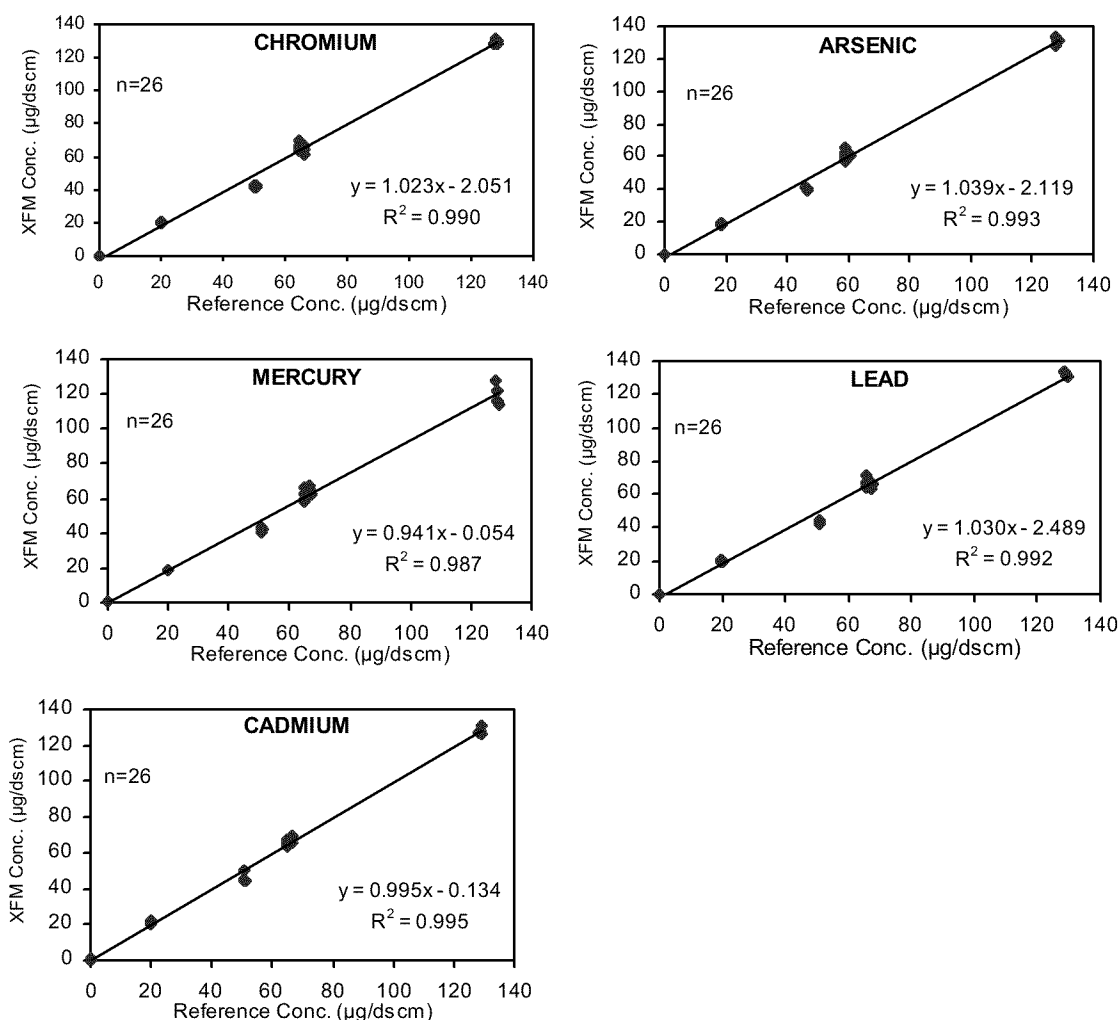 CHROMIUM
n=26
y = 1.023x - 2.051
R² = 0.990
XFM Conc. (µg/dscm)
140
120
100
80
60
40
20
0
0 20 40 60 80 100 120 140
Reference Conc. (µg/dscm)
ARSENIC
n=26
y = 1.039x - 2.119
R² = 0.993
XFM Conc. (µg/dscm)
140
120
100
80
60
40
20
0
0 20 40 60 80 100 120 140
Reference Conc. (µg/dscm)
MERCURY
n=26
y = 0.941x - 0.054
R² = 0.987
XFM Conc. (µg/dscm)
140
120
100
80
60
40
20
0
0 20 40 60 80 100 120 140
Reference Conc. (µg/dscm)
LEAD
n=26
y = 1.030x - 2.489
R² = 0.992
XFM Conc. (µg/dscm)
140
120
100
80
60
40
20
0
0 20 40 60 80 100 120 140
Reference Conc. (µg/dscm)
CADMIUM
n=26
y = 0.995x - 0.134
R² = 0.995
XFM Conc. (µg/dscm)
140
120
100
80
60
40
20
0
0 20 40 60 80 100 120 140
Reference Conc. (µg/dscm)